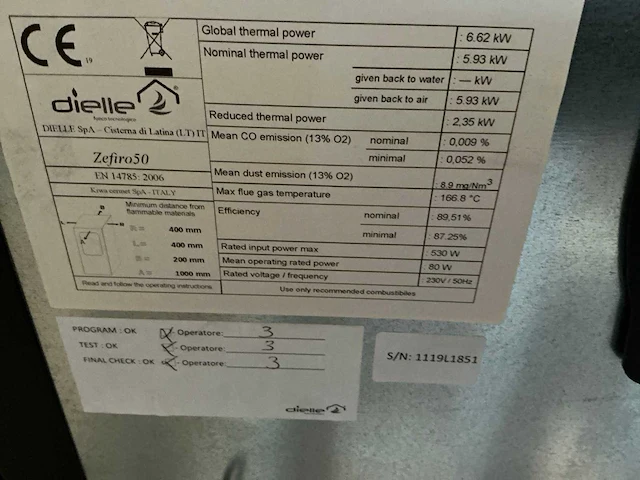 CE 19
dielle®
fuoco tecnologico
DIELLE SpA – Cisterna di Latina (LT) IT
Zefiro50
EN 14785: 2006
SpA - ITALY
Minimum distance from
flammable materials
R = 400 mm
L = 400 mm
B = 200 mm
A = 1000 mm
Read and follow the operating instructions
Global thermal power : 6.62 kW
Nominal thermal power : 5.93 kW
given back to water : — kW
given back to air : 5.93 kW
Reduced thermal power : 2,35 kW
Mean CO emission (13% O2) nominal : 0,009 %
minimal : 0,052 %
Mean dust emission (13% O2) : 8.9 mg/Nm3
Max flue gas temperature : 166.8 °C
Efficiency nominal : 89,51%
minimal : 87.25%
Rated input power max : 530 W
Mean operating rated power : 80 W
Rated voltage / frequency : 230V / 50Hz
Use only recommended combustibiles
PROGRAM : OK Operatore: 3
TEST : OK Operatore: 3
FINAL CHECK : OK Operatore: 3
dielle
S/N: 1119L1851